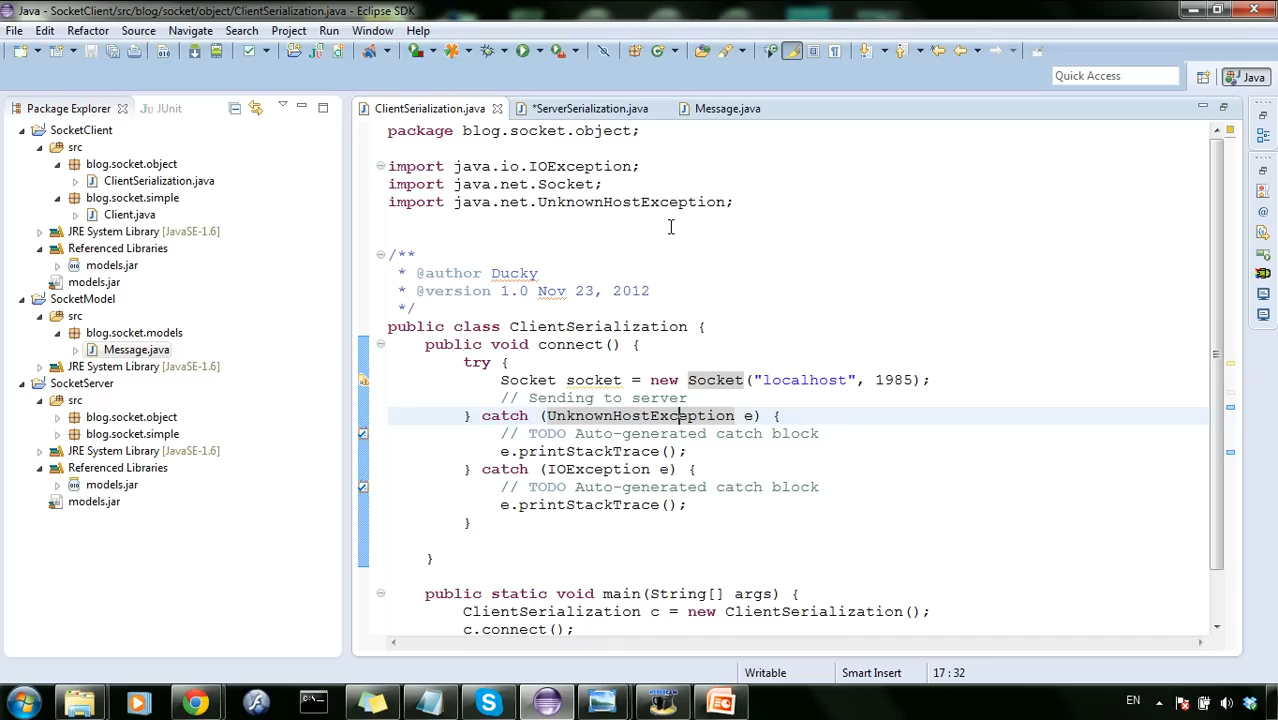 Java - SocketClient/src/blog/socket/object/ClientSerialization.java - Eclipse SDK
File Edit Refactor Source Navigate Search Project Run Window Help
Quick Access
Java
Package Explorer
JUnit
SocketClient
src
blog.socket.object
ClientSerialization.java
blog.socket.simple
Client.java
JRE System Library [JavaSE-1.6]
Referenced Libraries
models.jar
models.jar
SocketModel
src
blog.socket.models
Message.java
JRE System Library [JavaSE-1.6]
SocketServer
src
blog.socket.object
blog.socket.simple
JRE System Library [JavaSE-1.6]
Referenced Libraries
models.jar
models.jar
ClientSerialization.java
*ServerSerialization.java
Message.java
package blog.socket.object;
import java.io.IOException;
import java.net.Socket;
import java.net.UnknownHostException;
/**
* @author Ducky
* @version 1.0 Nov 23, 2012
*/
public class ClientSerialization {
public void connect() {
try {
Socket socket = new Socket("localhost", 1985);
// Sending to server
} catch (UnknownHostException e) {
// TODO Auto-generated catch block
e.printStackTrace();
} catch (IOException e) {
// TODO Auto-generated catch block
e.printStackTrace();
}
}
public static void main(String[] args) {
ClientSerialization c = new ClientSerialization();
c.connect();
Writable
Smart Insert
17 : 32
EN